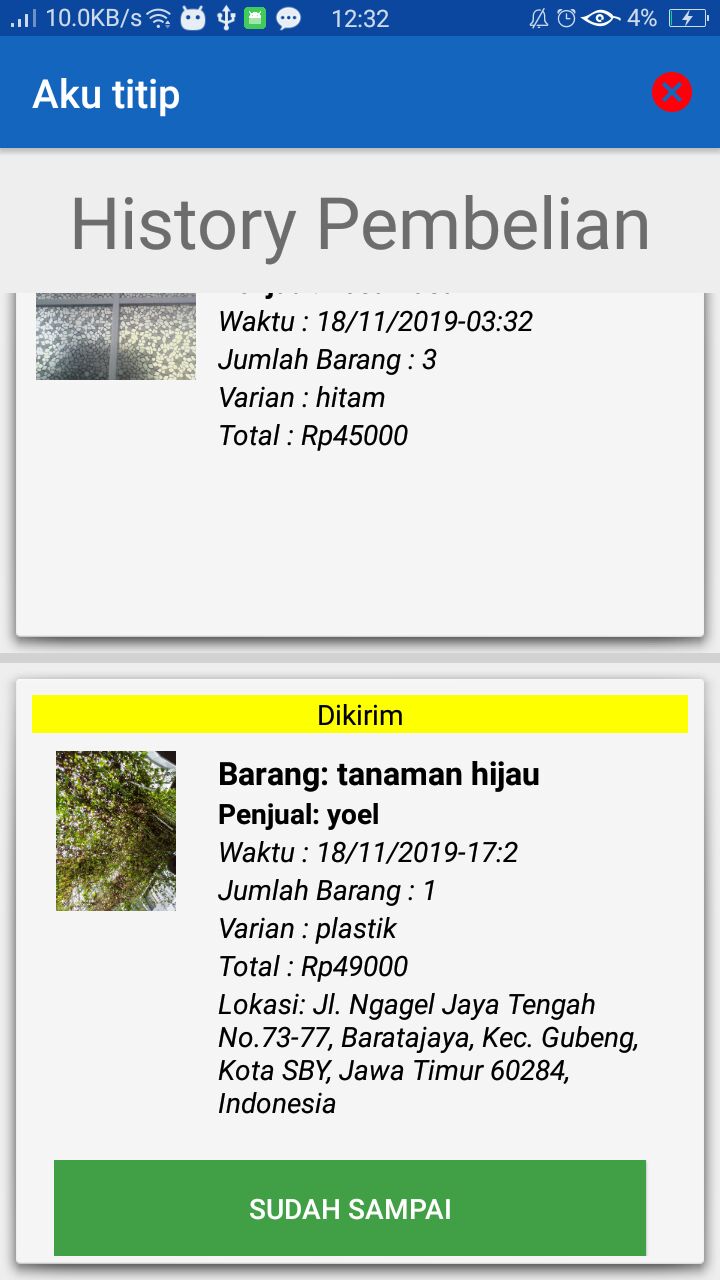 10.0KB/s 12:32 4%
Aku titip
History Pembelian
Waktu : 18/11/2019-03:32
Jumlah Barang : 3
Varian : hitam
Total : Rp45000
Dikirim
Barang: tanaman hijau
Penjual: yoel
Waktu : 18/11/2019-17:2
Jumlah Barang : 1
Varian : plastik
Total : Rp49000
Lokasi: Jl. Ngagel Jaya Tengah
No.73-77, Baratajaya, Kec. Gubeng,
Kota SBY, Jawa Timur 60284,
Indonesia
SUDAH SAMPAI